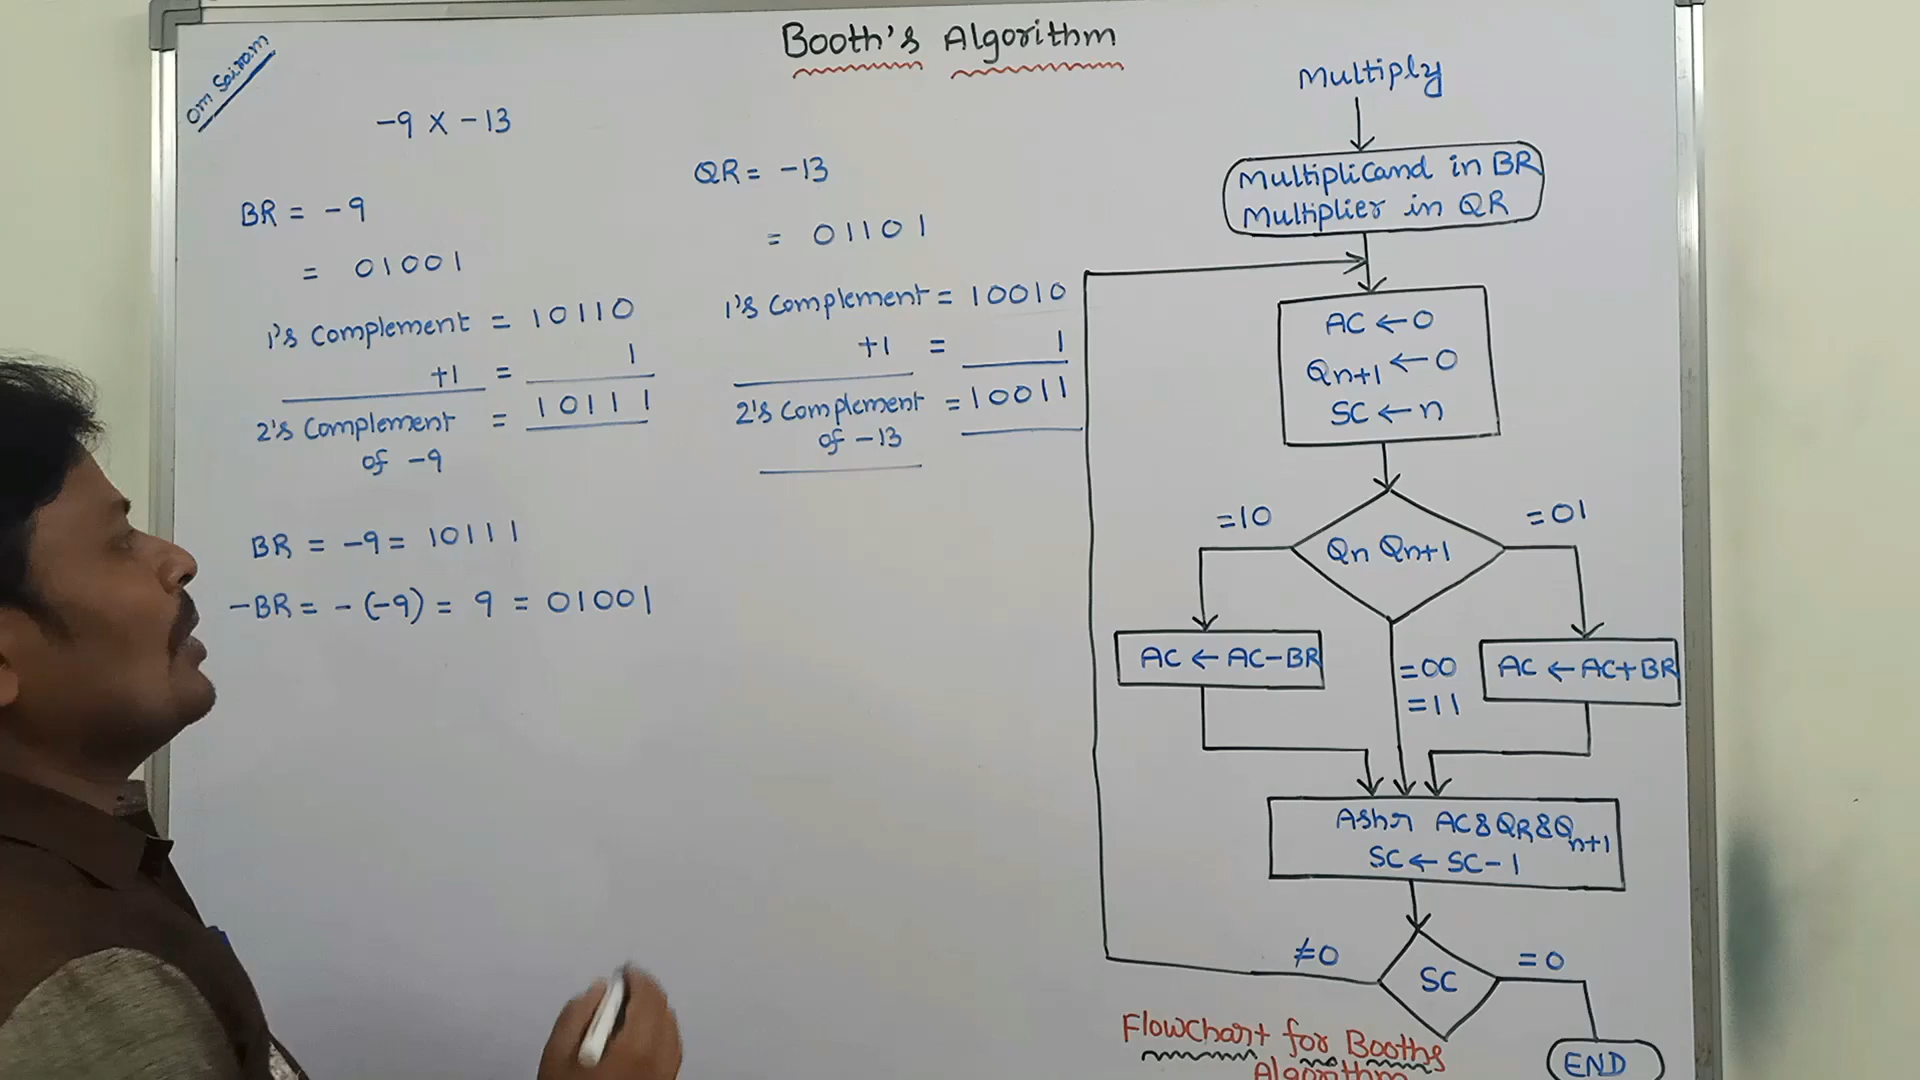 Om Sairam
Booth's Algorithm
-9 X -13
BR = -9
= 01001
1's Complement = 10110
+1 = 1
2's Complement = 10111
of -9
BR = -9 = 10111
-BR = - (-9) = 9 = 01001
QR = -13
= 01101
1's Complement = 10010
+1 = 1
2's Complement = 10011
of -13
Multiply
Multiplicand in BR
Multiplier in QR
AC ← 0
Qn+1 ← 0
SC ← n
=10
Qn Qn+1
=01
AC ← AC-BR
=00
=11
AC ← AC+BR
Ashr AC&QR&Qn+1
SC ← SC-1
≠0
SC
=0
END
Flowchart for Booths
Algorithm